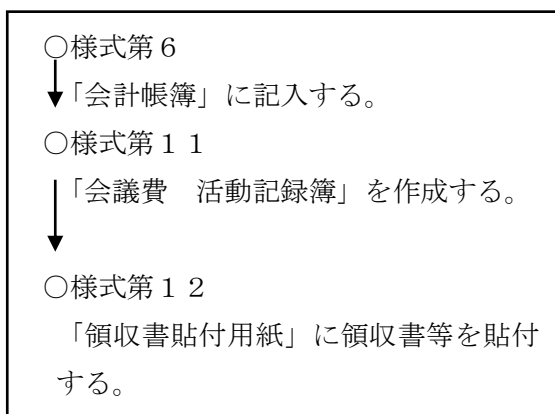 ○様式第６
「会計帳簿」に記入する。
○様式第１１
「会議費　活動記録簿」を作成する。
○様式第１２
「領収書貼付用紙」に領収書等を貼付
する。